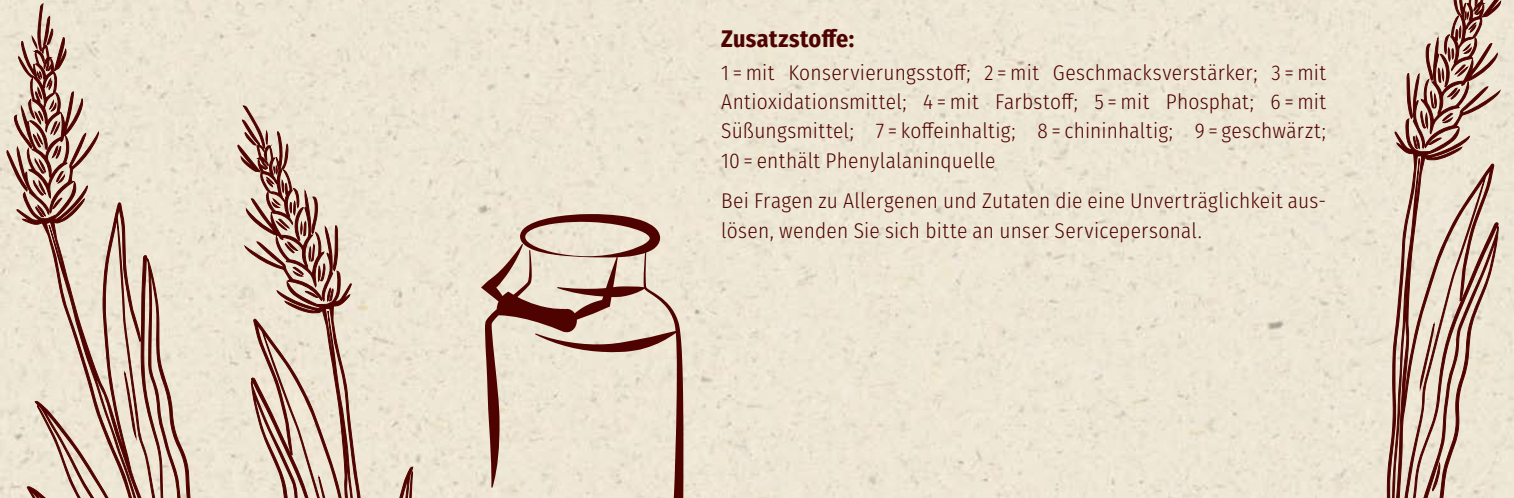 Zusatzstoffe:
1 = mit Konservierungsstoff; 2 = mit Geschmacksverstärker; 3 = mit
Antioxidationsmittel; 4 = mit Farbstoff; 5 = mit Phosphat; 6 = mit
Süßungsmittel; 7 = koffeinhaltig; 8 = chininhaltig; 9 = geschwärzt;
10 = enthält Phenylalaninquelle
Bei Fragen zu Allergenen und Zutaten die eine Unverträglichkeit aus-
lösen, wenden Sie sich bitte an unser Servicepersonal.